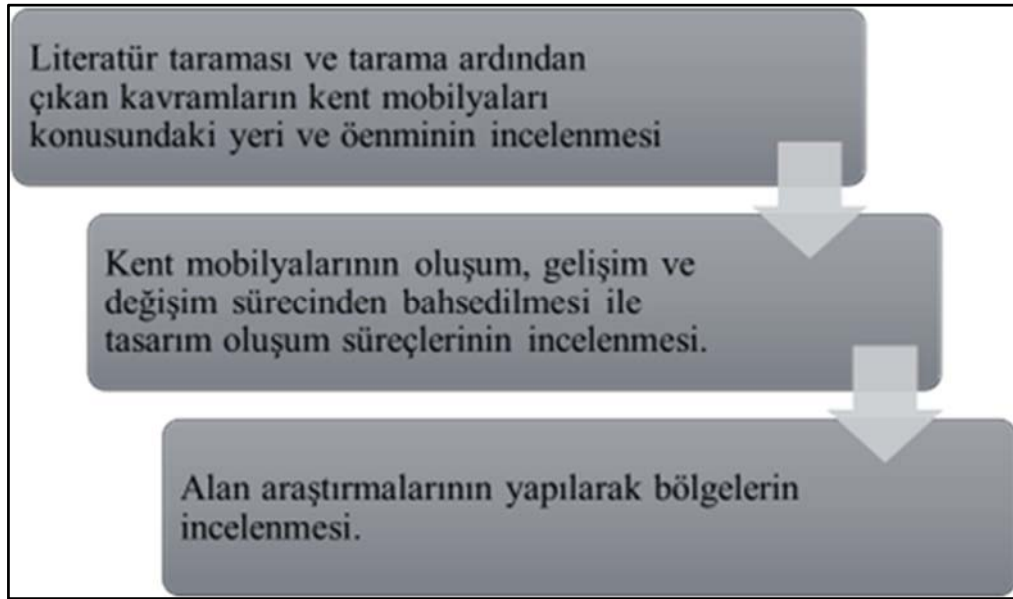 Literatür taraması ve tarama ardından
çıkan kavramların kent mobilyaları
konusundaki yeri ve öenminin incelenmesi
Kent mobilyalarının oluşum, gelişim ve
değişim sürecinden bahsedilmesi ile
tasarım oluşum süreçlerinin incelenmesi.
Alan araştırmalarının yapılarak bölgelerin
incelenmesi.